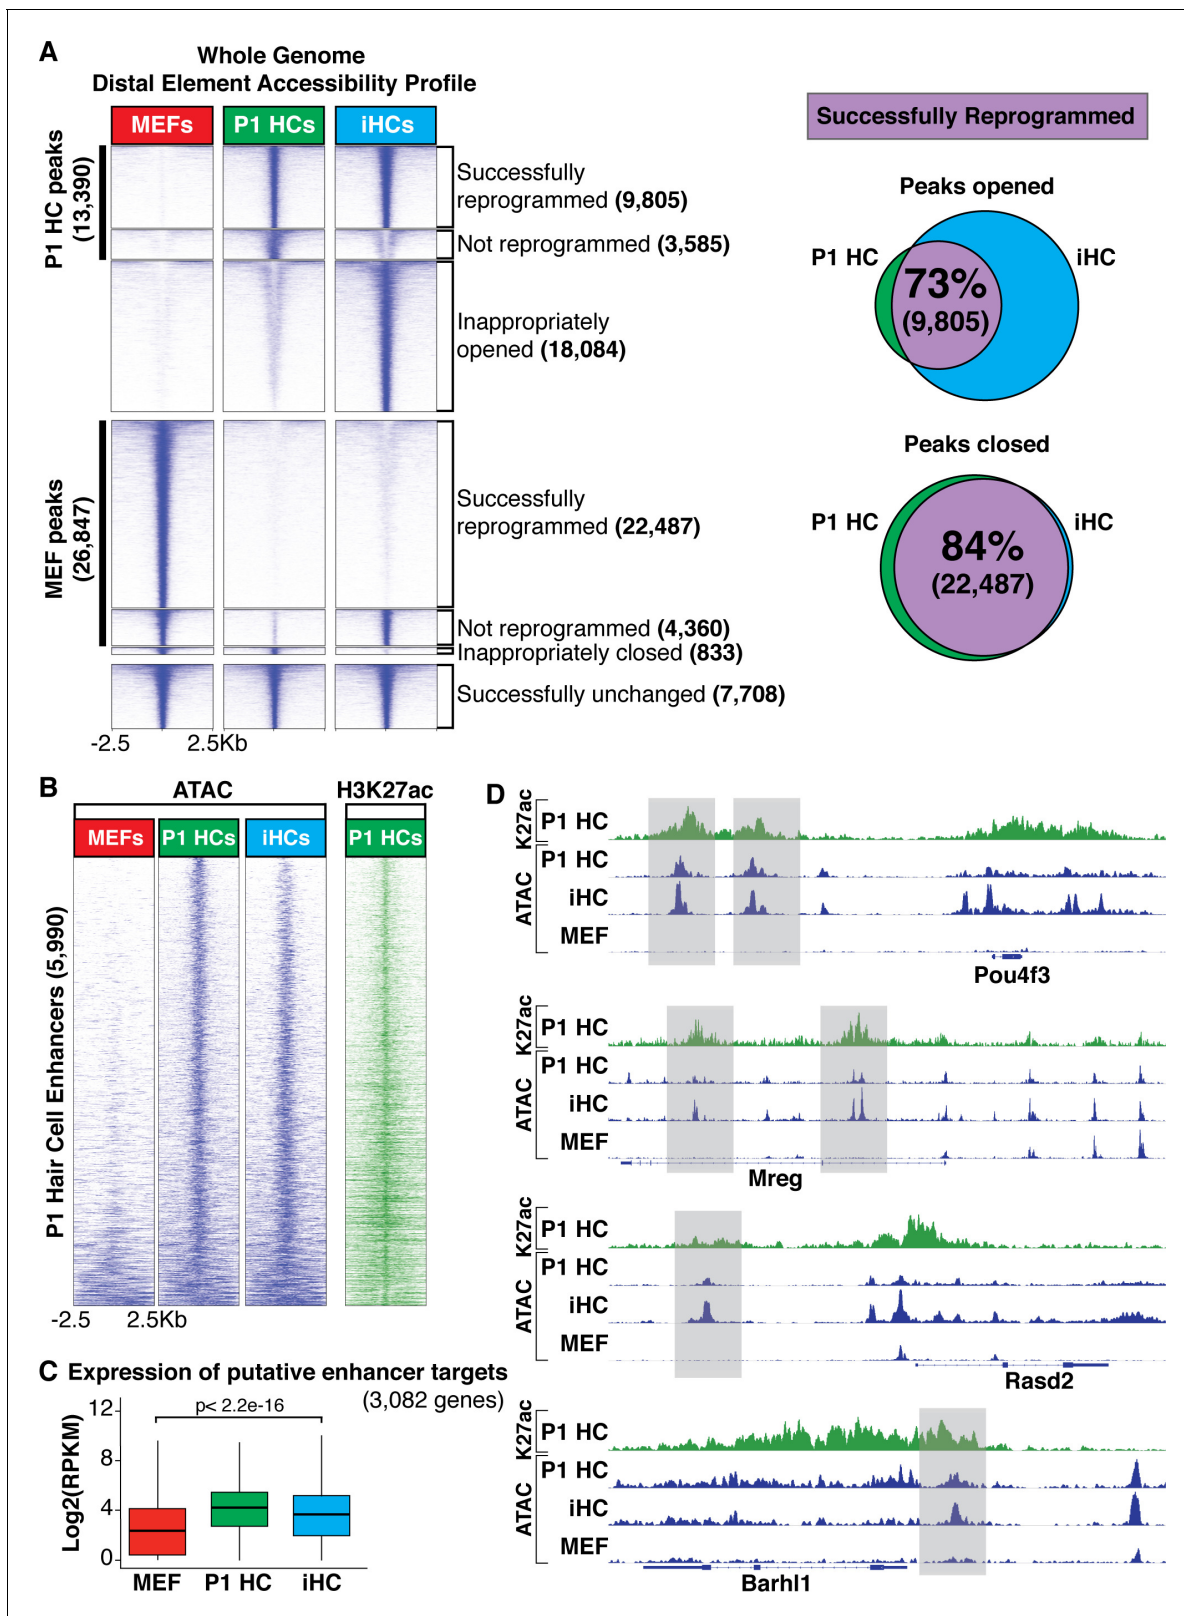 A
Whole Genome
Distal Element Accessibility Profile
MEFs
P1 HCs
iHCs
P1 HC peaks
(13,390)
Successfully
reprogrammed (9,805)
Not reprogrammed (3,585)
Inappropriately
opened (18,084)
MEF peaks
(26,847)
Successfully
reprogrammed (22,487)
Not reprogrammed (4,360)
Inappropriately closed (833)
Successfully unchanged (7,708)
-2.5
2.5Kb
Successfully Reprogrammed
Peaks opened
P1 HC
iHC
73%
(9,805)
Peaks closed
P1 HC
iHC
84%
(22,487)
B
ATAC
H3K27ac
MEFs
P1 HCs
iHCs
P1 HCs
P1 Hair Cell Enhancers (5,990)
-2.5
2.5Kb
C
Expression of putative enhancer targets
(3,082 genes)
p< 2.2e-16
Log2(RPKM)
12
8
4
0
MEF
P1 HC
iHC
D
K27ac
P1 HC
ATAC
P1 HC
iHC
MEF
Pou4f3
K27ac
P1 HC
ATAC
P1 HC
iHC
MEF
Mreg
K27ac
P1 HC
ATAC
P1 HC
iHC
MEF
Rasd2
K27ac
P1 HC
ATAC
P1 HC
iHC
MEF
Barhl1